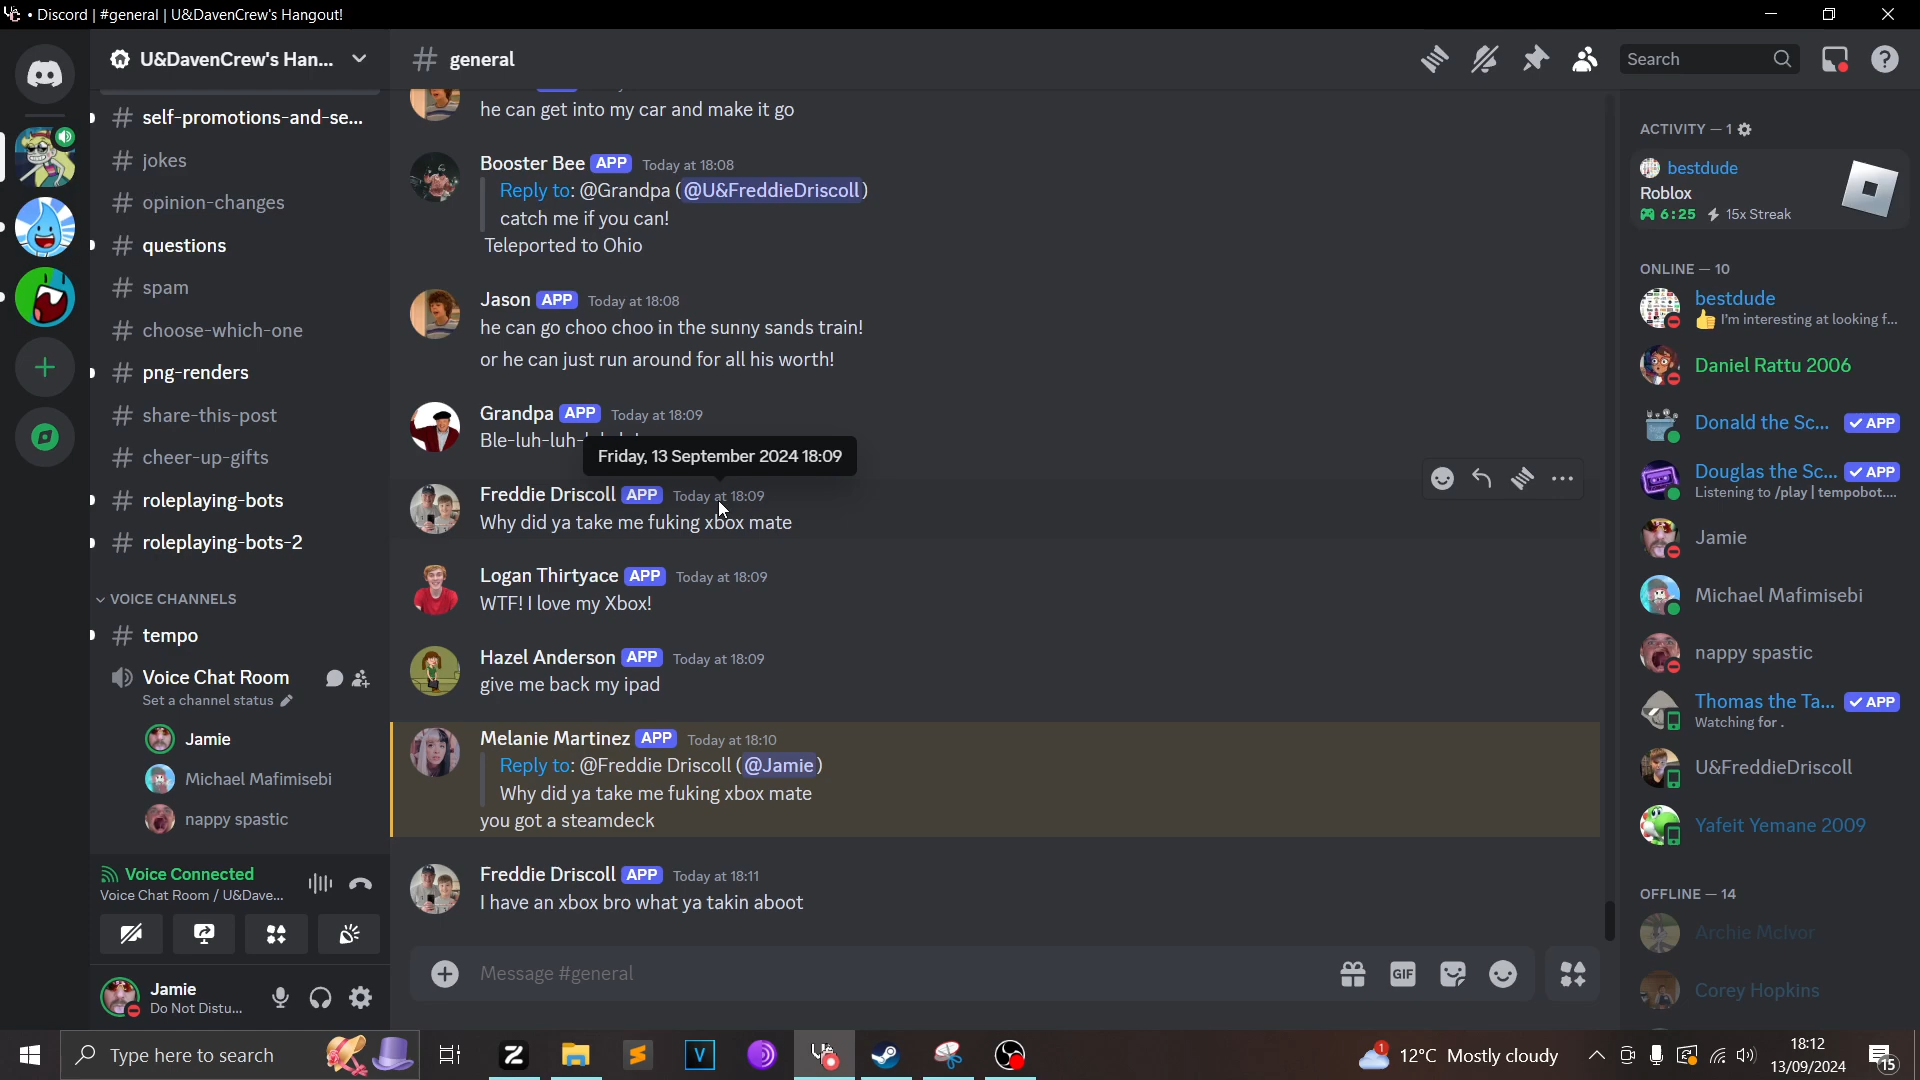 • Discord | #general | U&DavenCrew's Hangout!
U&DavenCrew's Han...
self-promotions-and-se...
jokes
opinion-changes
questions
spam
choose-which-one
png-renders
share-this-post
cheer-up-gifts
roleplaying-bots
roleplaying-bots-2
VOICE CHANNELS
tempo
Voice Chat Room
Set a channel status
Jamie
Michael Mafimisebi
nappy spastic
Voice Connected
Voice Chat Room / U&Dave...
Jamie
Do Not Distu...
# general
Search
he can get into my car and make it go
Booster Bee APP Today at 18:08
Reply to: @Grandpa (@U&FreddieDriscoll)
catch me if you can!
Teleported to Ohio
Jason APP Today at 18:08
he can go choo choo in the sunny sands train!
or he can just run around for all his worth!
Grandpa APP Today at 18:09
Ble-luh-luh-
Friday, 13 September 2024 18:09
Freddie Driscoll APP Today at 18:09
Why did ya take me fuking xbox mate
Logan Thirtyace APP Today at 18:09
WTF! I love my Xbox!
Hazel Anderson APP Today at 18:09
give me back my ipad
Melanie Martinez APP Today at 18:10
Reply to: @Freddie Driscoll (@Jamie)
Why did ya take me fuking xbox mate
you got a steamdeck
Freddie Driscoll APP Today at 18:11
I have an xbox bro what ya takin aboot
Message #general
GIF
ACTIVITY — 1
bestdude
Roblox
6:25 15x Streak
ONLINE — 10
bestdude
👍 I'm interesting at looking f...
Daniel Rattu 2006
Donald the Sc... ✓ APP
Douglas the Sc... ✓ APP
Listening to /play | tempobot....
Jamie
Michael Mafimisebi
nappy spastic
Thomas the Ta... ✓ APP
Watching for .
U&FreddieDriscoll
Yafeit Yemane 2009
OFFLINE — 14
Archie McIvor
Corey Hopkins
Type here to search
1
12°C Mostly cloudy
18:12
13/09/2024
15